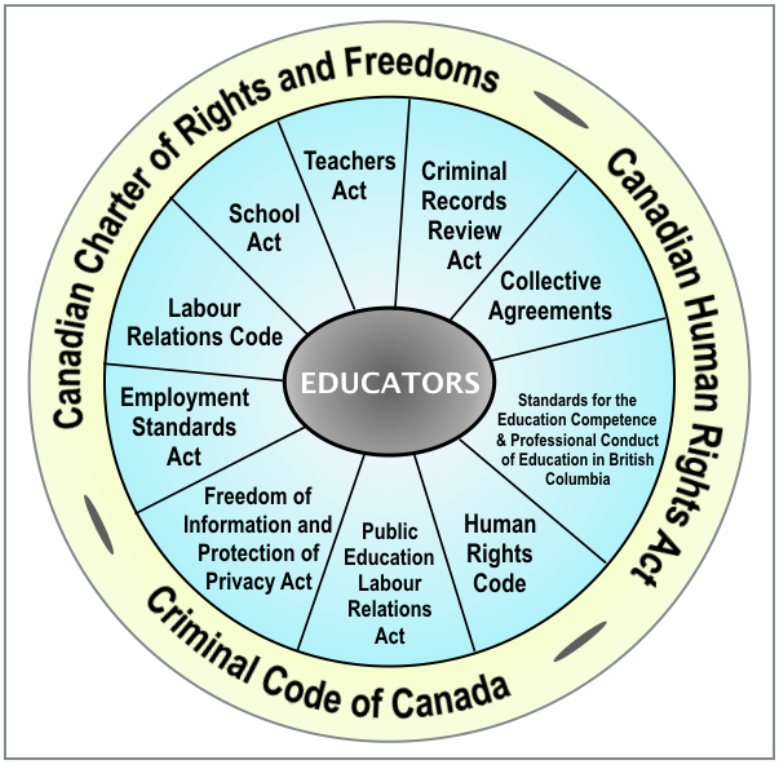 Canadian Charter of Rights and Freedoms
Canadian Human Rights Act
Criminal Code of Canada
Teachers
Act
Criminal
Records
Review
Act
Collective
Agreements
Standards for the
Education Competence
& Professional Conduct
of Education in British
Columbia
Human
Rights
Code
Public
Education
Labour
Relations
Act
Freedom of
Information and
Protection of
Privacy Act
Employment
Standards
Act
Labour
Relations Code
School
Act
EDUCATORS